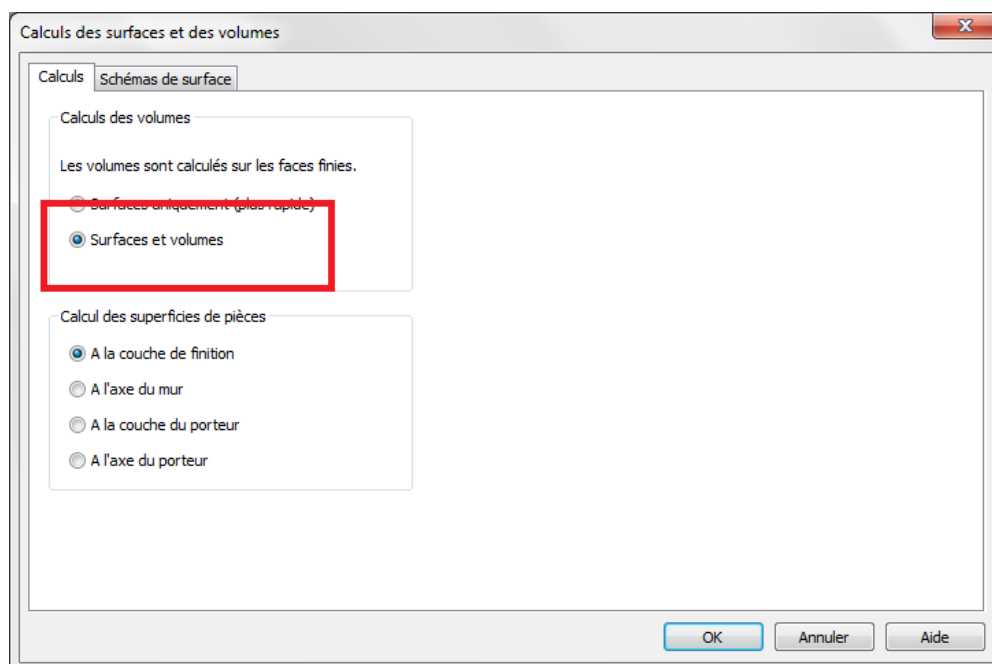 Calculs des surfaces et des volumes
Calculs
Schémas de surface
Calculs des volumes
Les volumes sont calculés sur les faces finies.
Surfaces uniquement (plus rapide)
Surfaces et volumes
Calcul des superficies de pièces
A la couche de finition
A l'axe du mur
A la couche du porteur
A l'axe du porteur
OK
Annuler
Aide